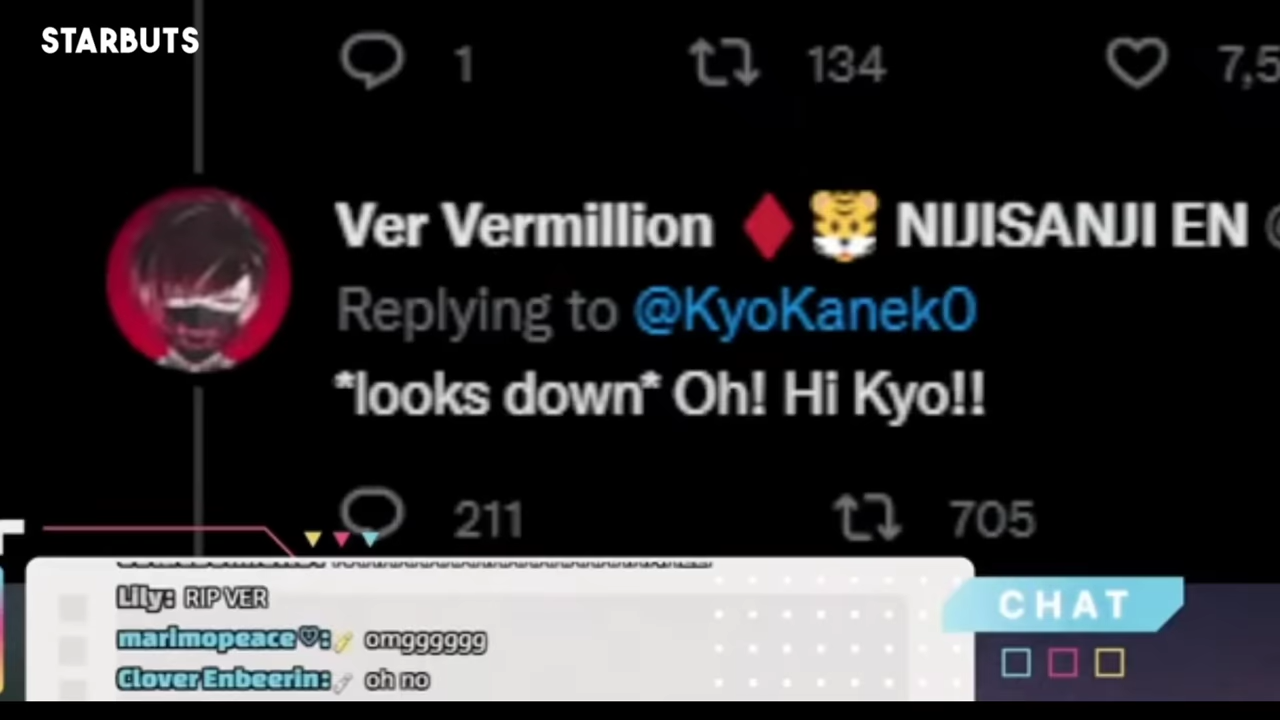 STARBUTS
1 134 7,5
Ver Vermillion ♦️ 🐯 NIJISANJI EN
Replying to @KyoKanek0
*looks down* Oh! Hi Kyo!!
211 705
CHAT
Lily: RIP VER
marimopeace♡: omgggggg
Clover Enbeerin: oh no